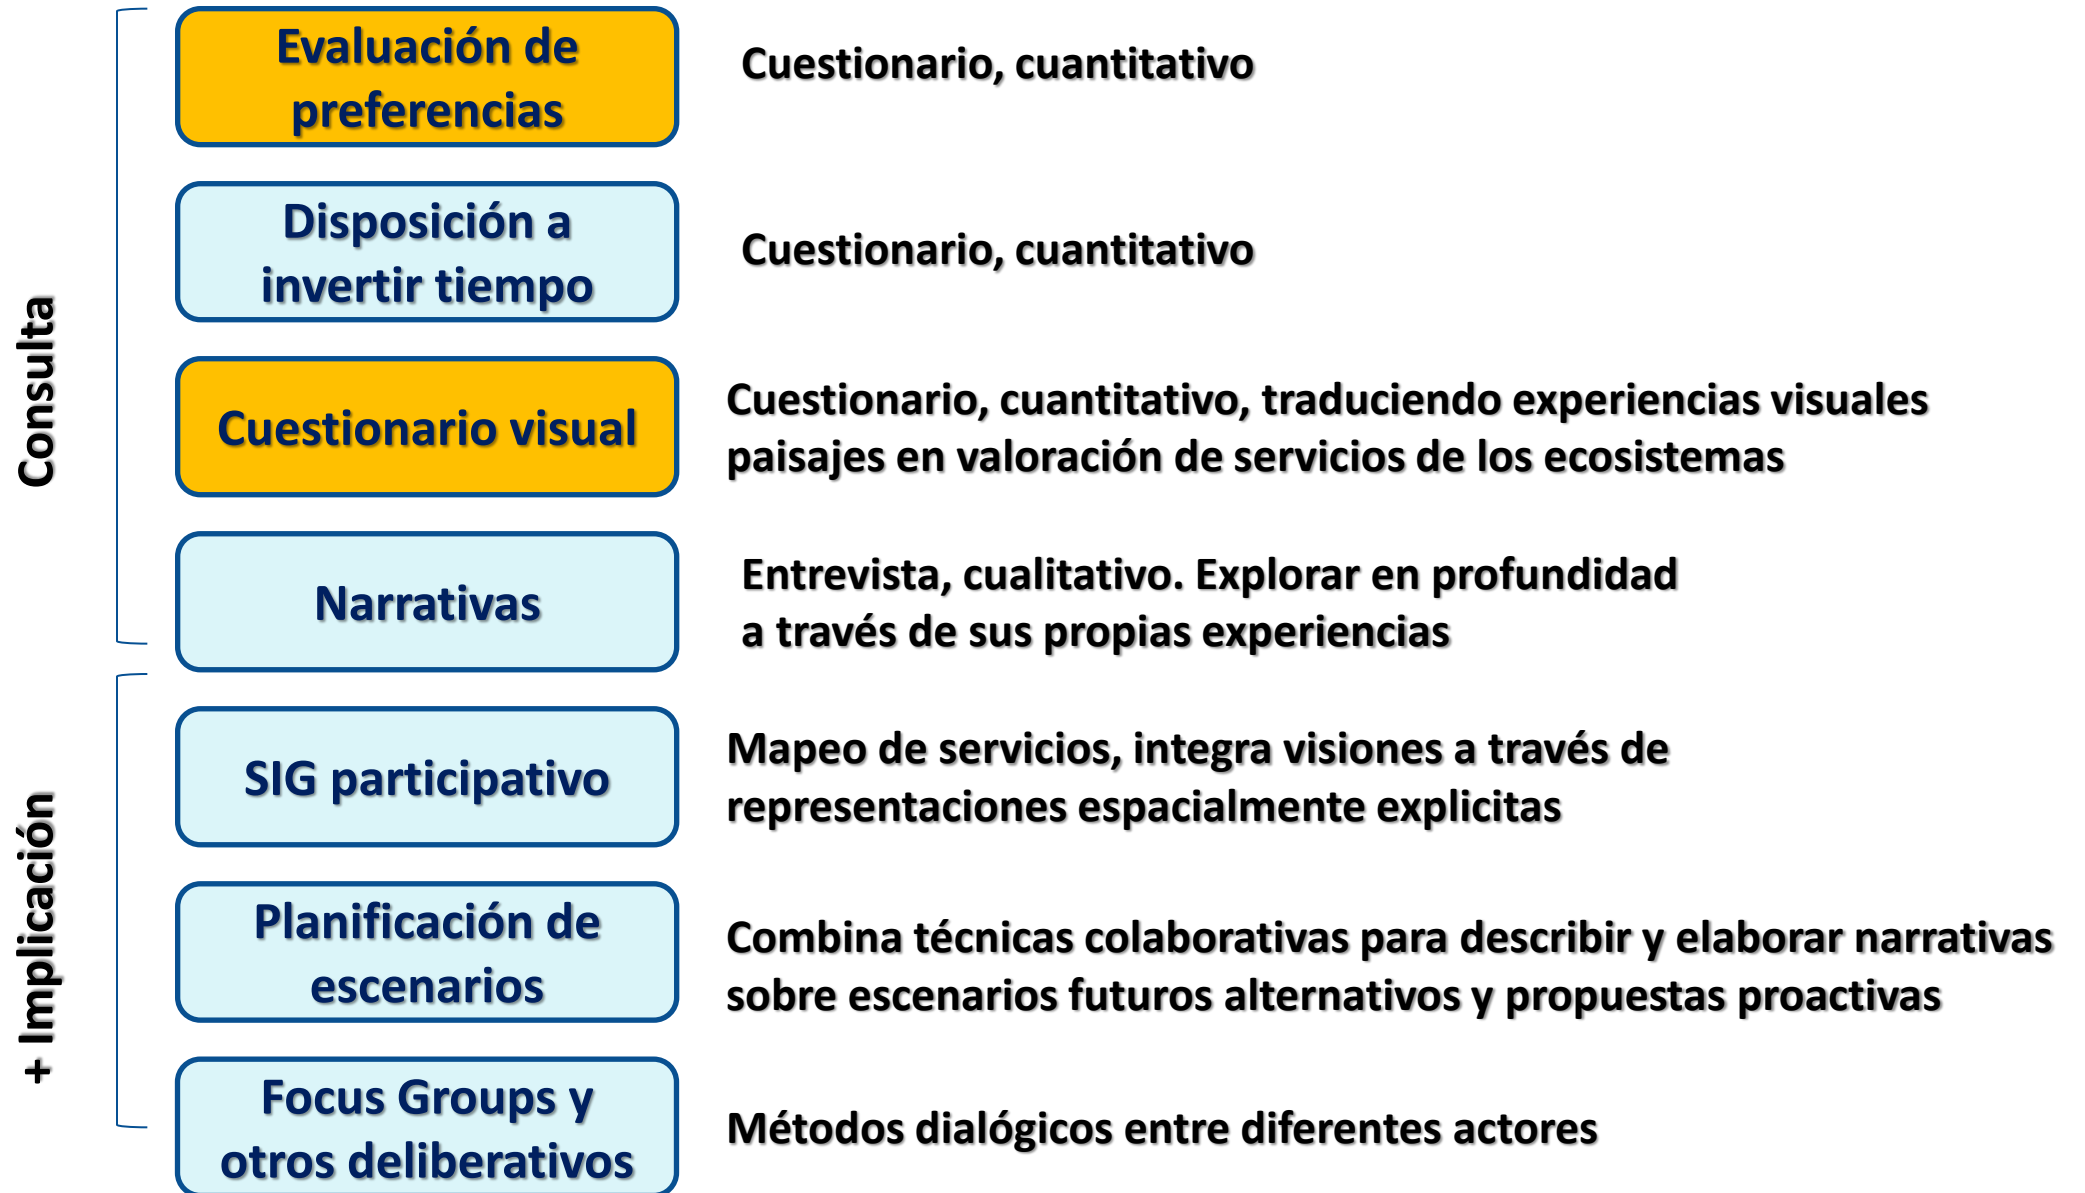 Consulta
Evaluación de
preferencias
Cuestionario, cuantitativo
Disposición a
invertir tiempo
Cuestionario, cuantitativo
Cuestionario visual
Cuestionario, cuantitativo, traduciendo experiencias visuales
paisajes en valoración de servicios de los ecosistemas
Narrativas
Entrevista, cualitativo. Explorar en profundidad
a través de sus propias experiencias
+ Implicación
SIG participativo
Mapeo de servicios, integra visiones a través de
representaciones espacialmente explicitas
Planificación de
escenarios
Combina técnicas colaborativas para describir y elaborar narrativas
sobre escenarios futuros alternativos y propuestas proactivas
Focus Groups y
otros deliberativos
Métodos dialógicos entre diferentes actores